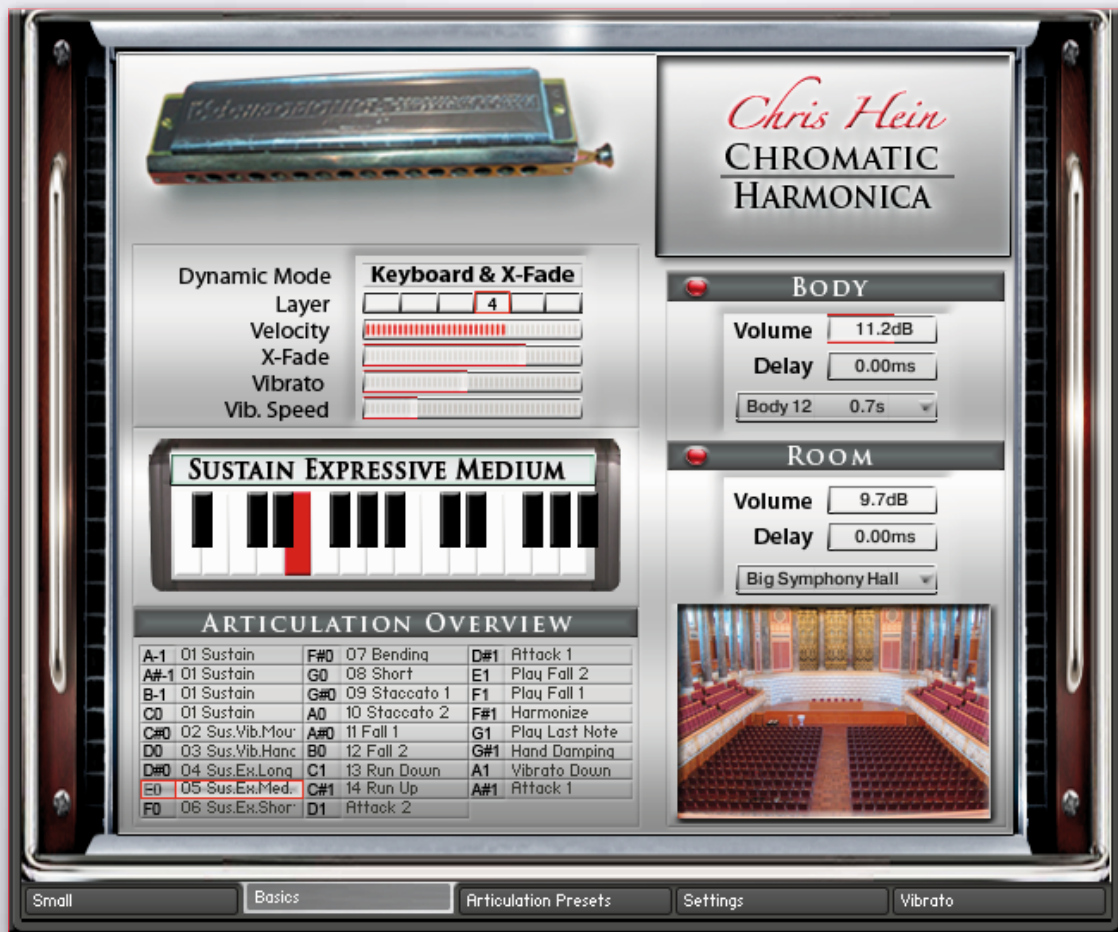 Chris Hein
CHROMATIC
HARMONICA
Dynamic Mode Keyboard & X-Fade
Layer 4
Velocity
X-Fade
Vibrato
Vib. Speed
BODY
Volume 11.2dB
Delay 0.00ms
Body 12 0.7s
SUSTAIN EXPRESSIVE MEDIUM
ROOM
Volume 9.7dB
Delay 0.00ms
Big Symphony Hall
ARTICULATION OVERVIEW
A-1 01 Sustain F#0 07 Bending D#1 Attack 1
A#-1 01 Sustain G0 08 Short E1 Play Fall 2
B-1 01 Sustain G#0 09 Staccato 1 F1 Play Fall 1
C0 01 Sustain A0 10 Staccato 2 F#1 Harmonize
C#0 02 Sus.Vib.Mou A#0 11 Fall 1 G1 Play Last Note
D0 03 Sus.Vib.Hand B0 12 Fall 2 G#1 Hand Damping
D#0 04 Sus.Ex.Long C1 13 Run Down A1 Vibrato Down
E0 05 Sus.Ex.Med. C#1 14 Run Up A#1 Attack 1
F0 06 Sus.Ex.Shor D1 Attack 2
Small Basics Articulation Presets Settings Vibrato